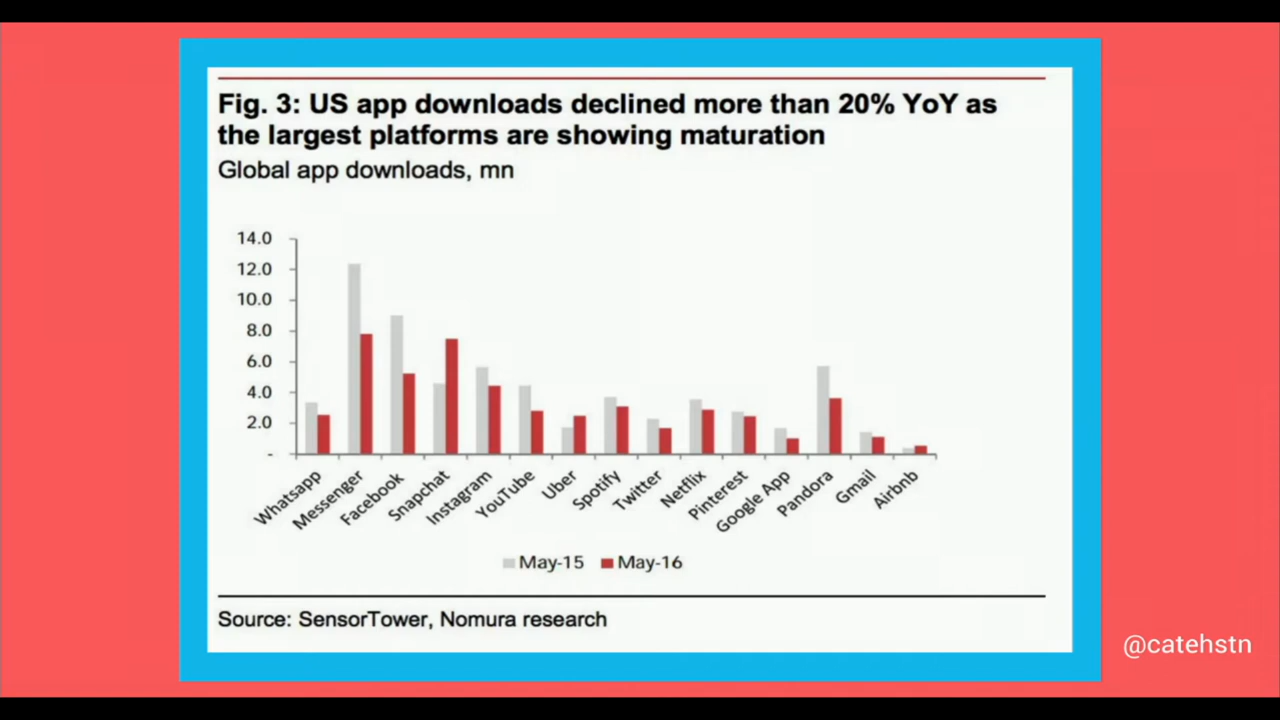 Fig. 3: US app downloads declined more than 20% YoY as
the largest platforms are showing maturation
Global app downloads, mn
14.0
12.0
10.0
8.0
6.0
4.0
2.0
-
Whatsapp
Messenger
Facebook
Snapchat
Instagram
YouTube
Uber
Spotify
Twitter
Netflix
Pinterest
Google App
Pandora
Gmail
Airbnb
May-15 May-16
Source: SensorTower, Nomura research
@catehstn